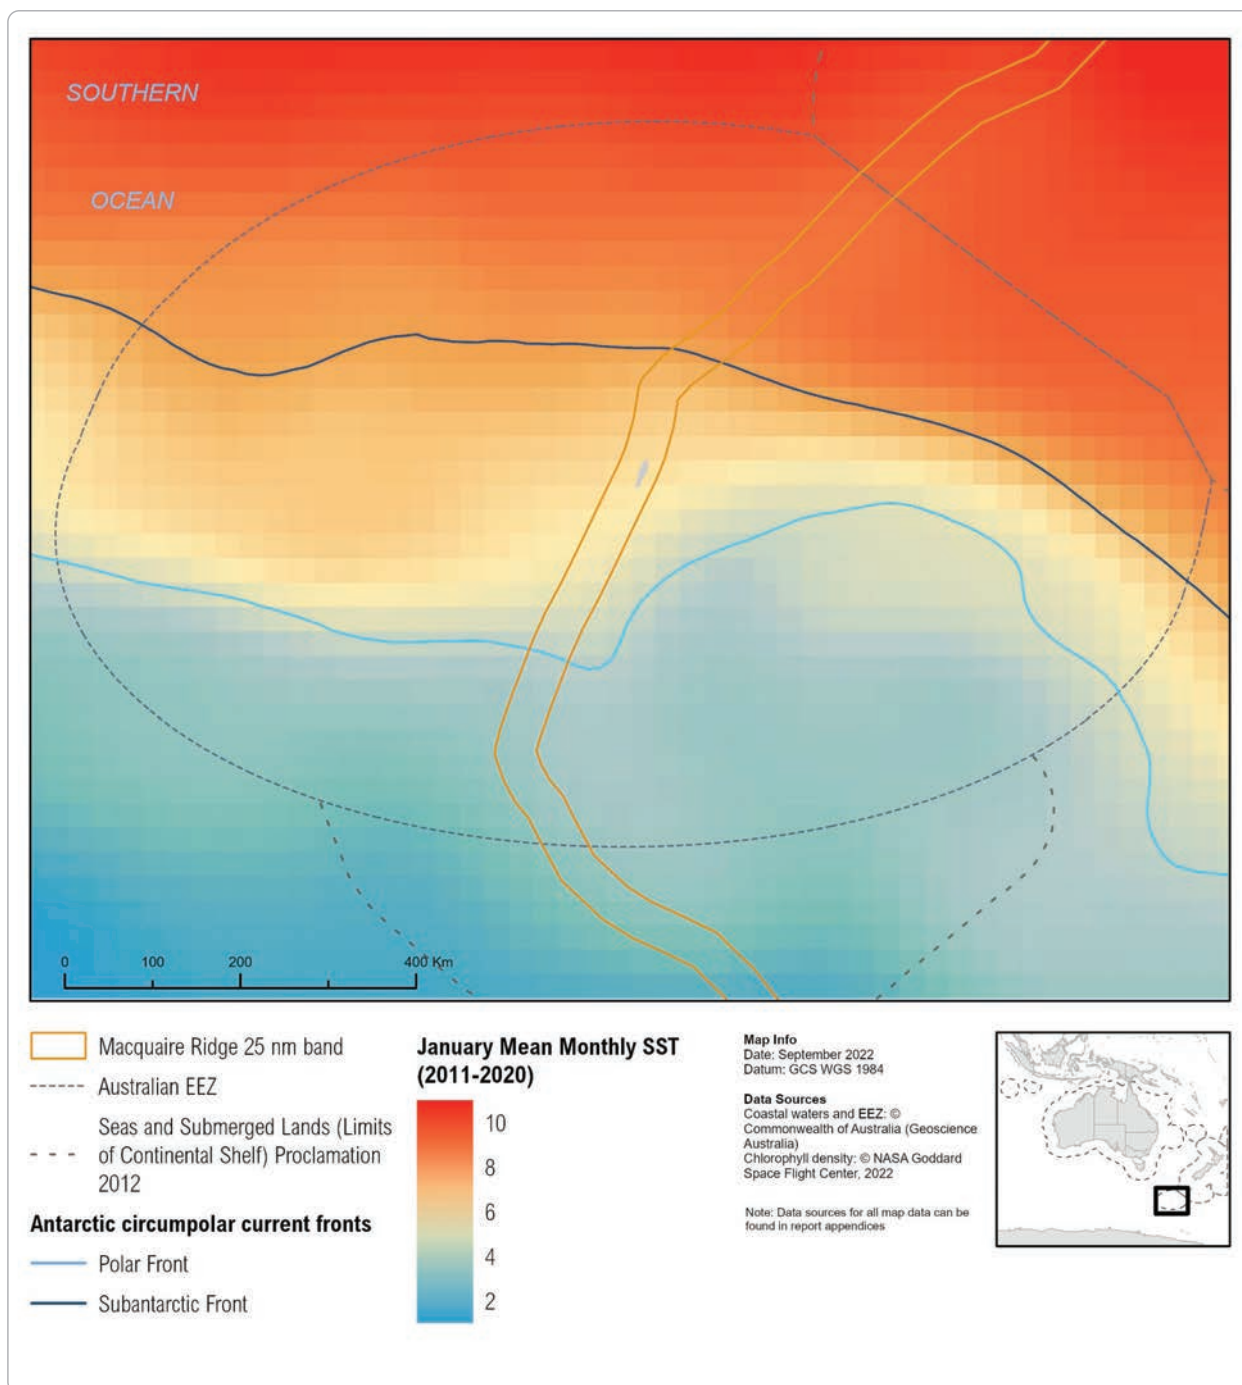 SOUTHERN
OCEAN
0 100 200 400 Km
Macquaire Ridge 25 nm band
Australian EEZ
Seas and Submerged Lands (Limits
of Continental Shelf) Proclamation
2012
Antarctic circumpolar current fronts
Polar Front
Subantarctic Front
January Mean Monthly SST
(2011-2020)
10
8
6
4
2
Map Info
Date: September 2022
Datum: GCS WGS 1984
Data Sources
Coastal waters and EEZ: ©
Commonwealth of Australia (Geoscience
Australia)
Chlorophyll density: © NASA Goddard
Space Flight Center, 2022
Note: Data sources for all map data can be
found in report appendices